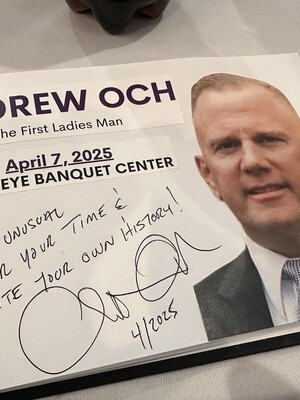 DREW OCH
he First Ladies Man
April 7, 2025
EYE BANQUET CENTER
UNUSUAL
R YOUR TIME &
TE YOUR OWN HISTORY!
4/2025